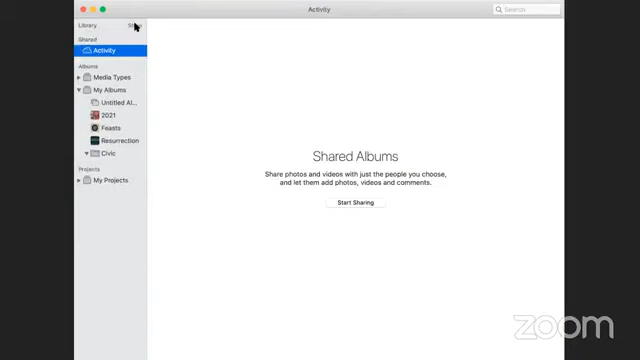 Activity
Search
Library
Shared
Activity
Albums
Media Types
My Albums
Untitled Al...
2021
Feasts
Resurrection
Civic
Projects
My Projects
Shared Albums
Share photos and videos with just the people you choose,
and let them add photos, videos and comments.
Start Sharing
zoom